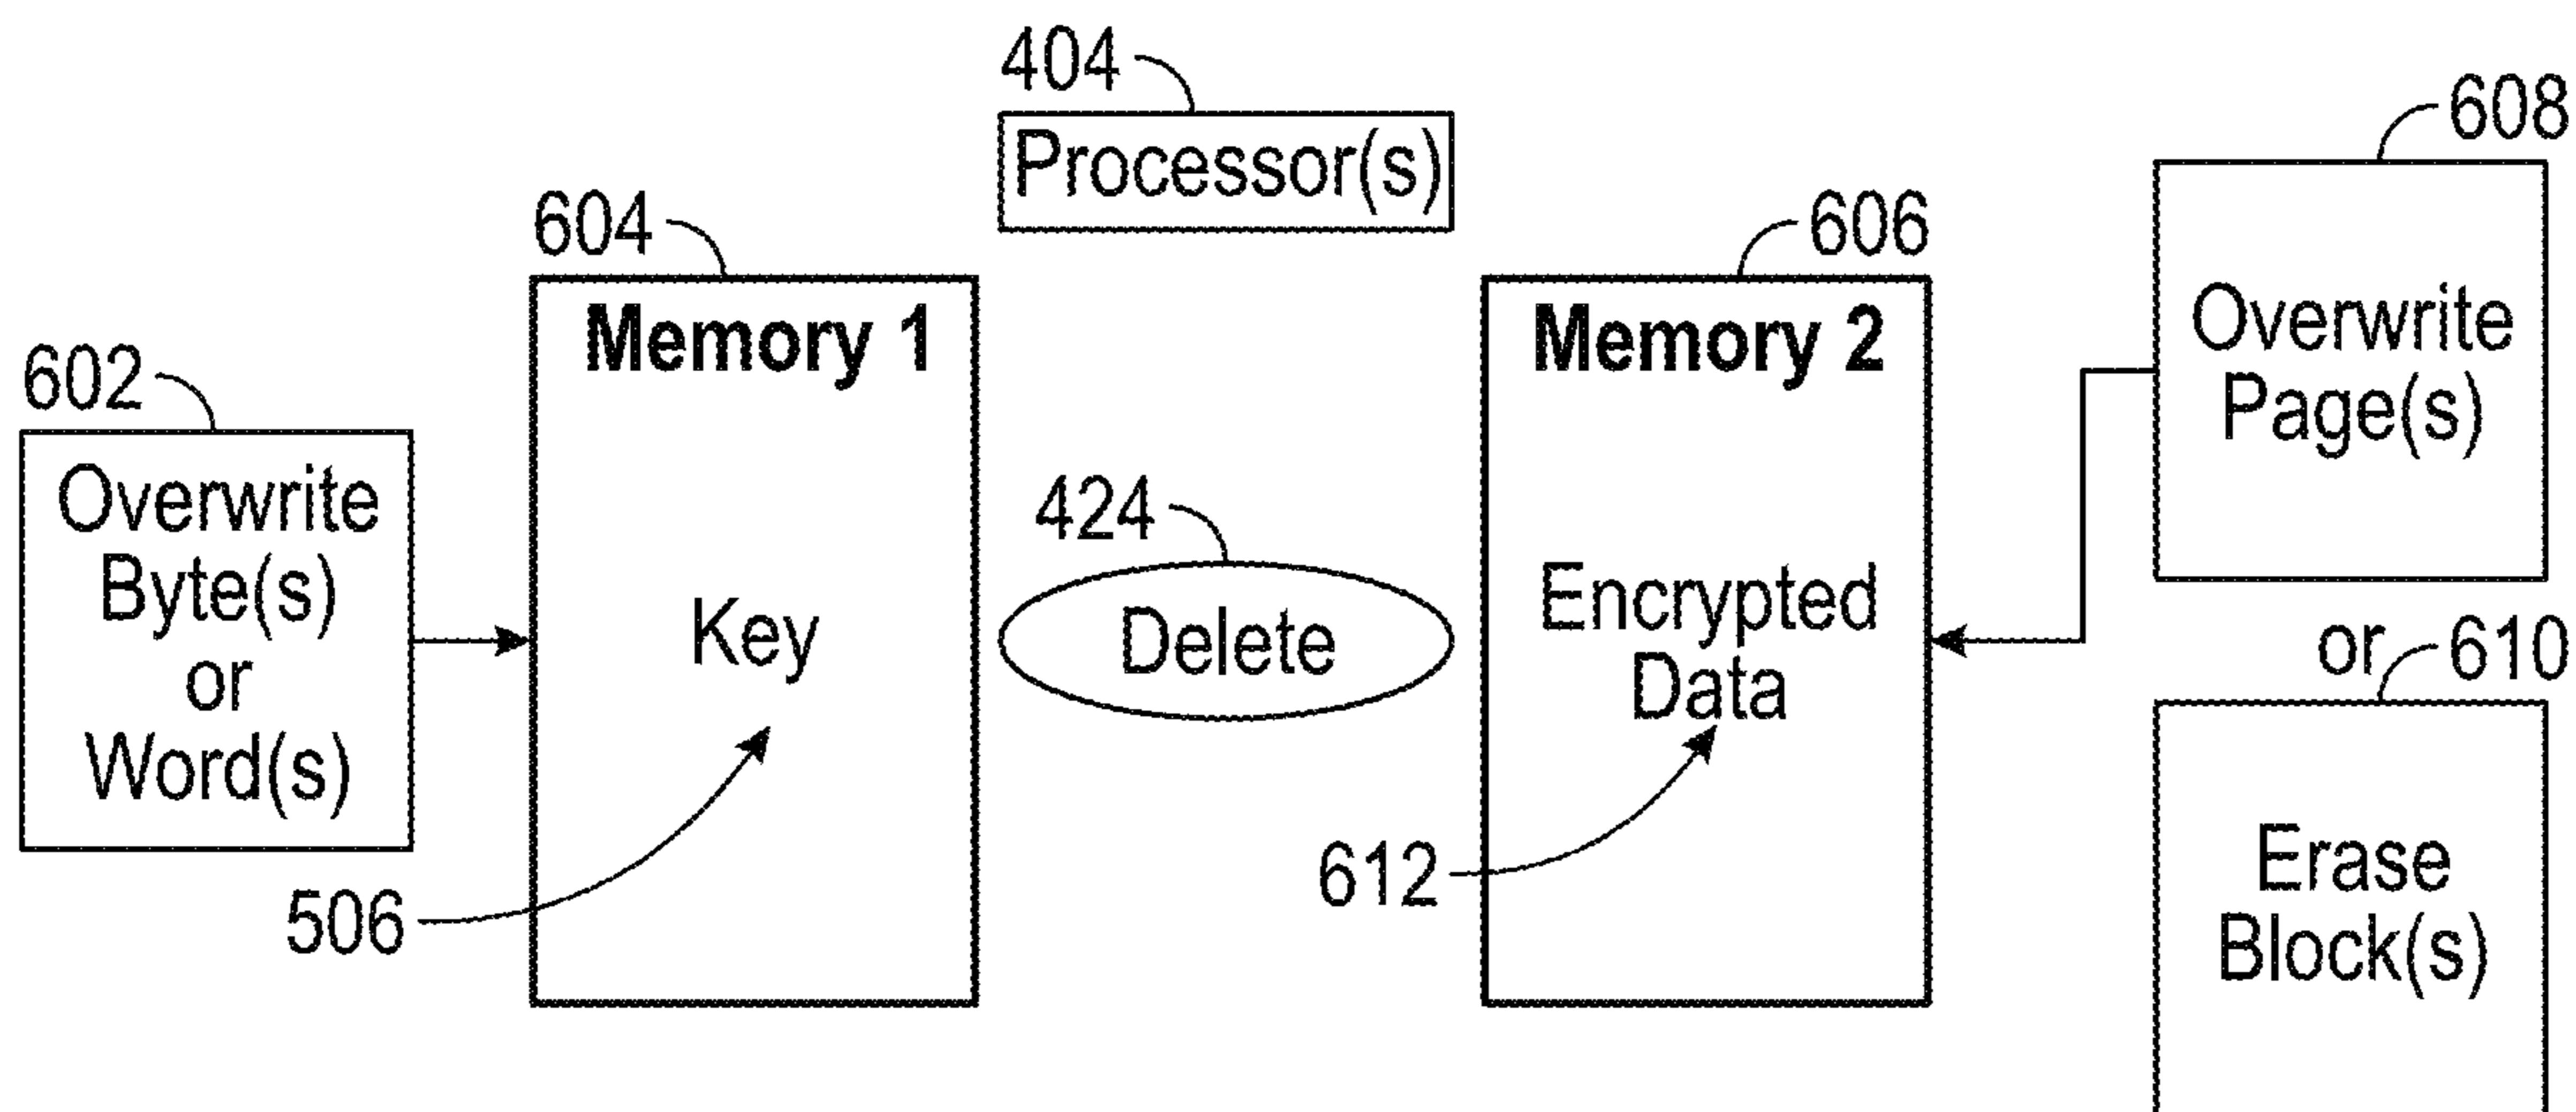 404
Processor(s)
608
Overwrite
Page(s)
604
Memory 1
Key
506
606
Memory 2
Encrypted
Data
612
602
Overwrite
Byte(s)
or
Word(s)
424
Delete
or
610
Erase
Block(s)